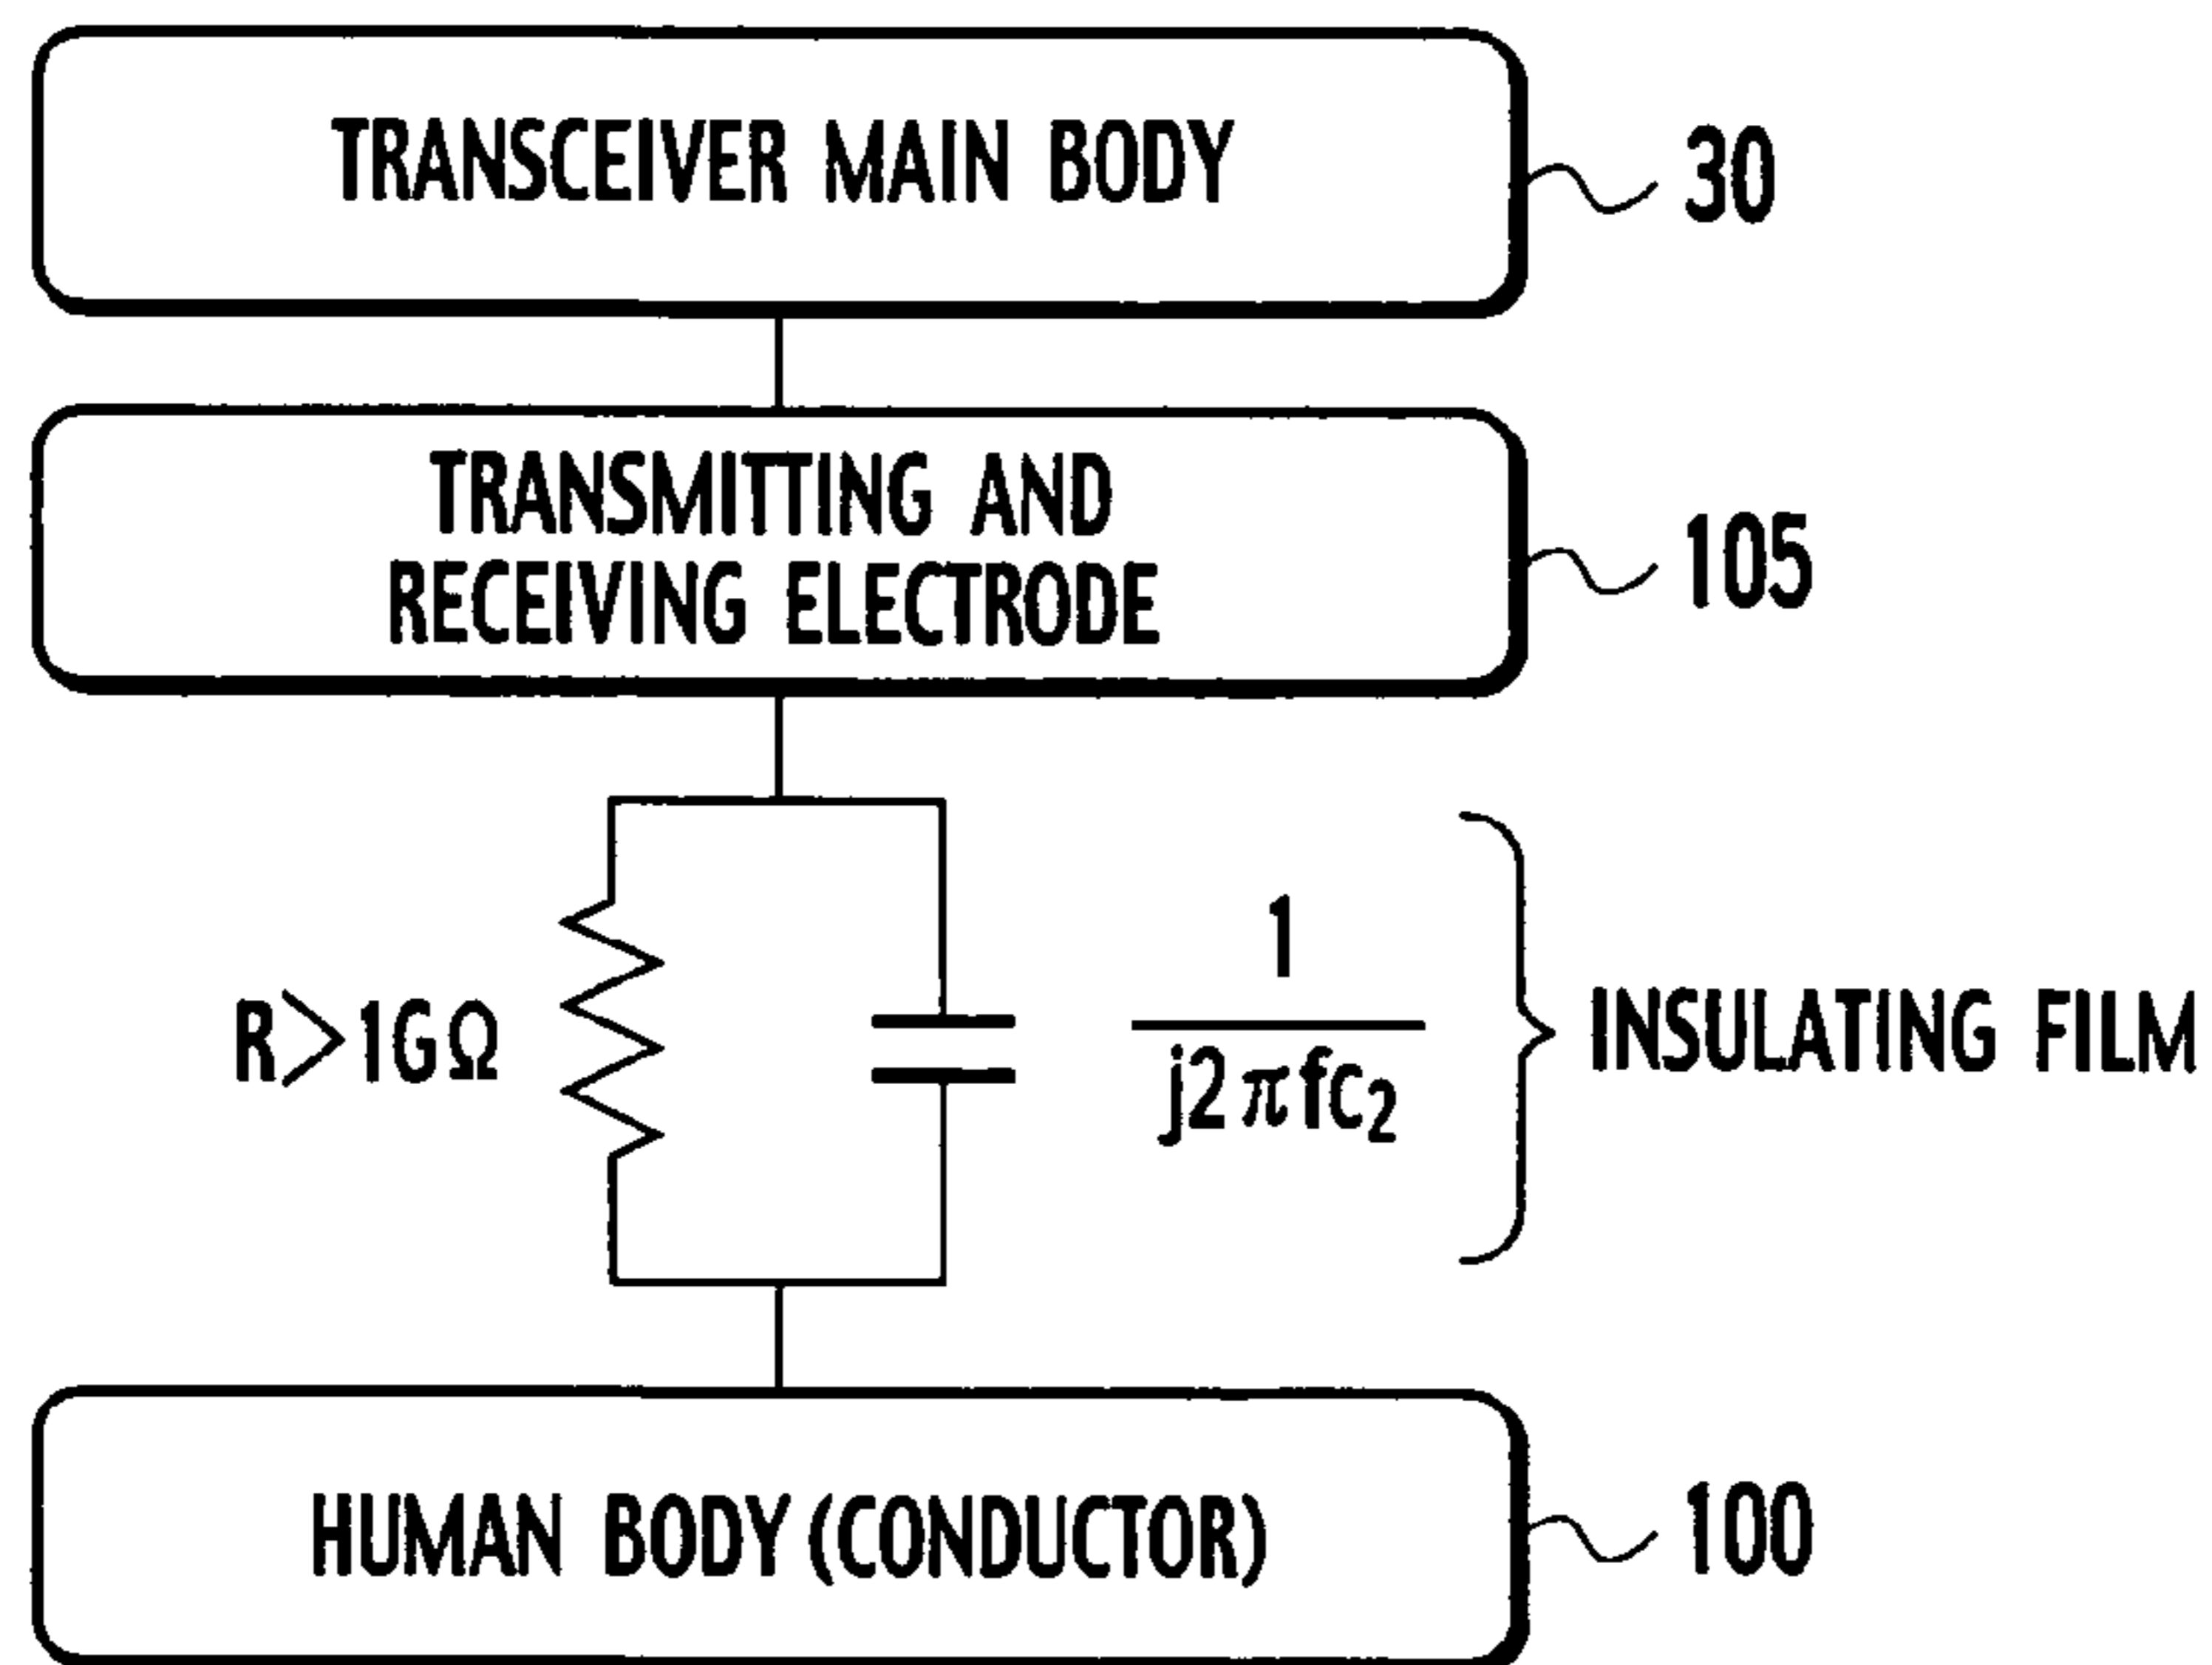 TRANSCEIVER MAIN BODY
30
TRANSMITTING AND
RECEIVING ELECTRODE
105
R>1GΩ
1
j2πfc₂
INSULATING FILM
HUMAN BODY (CONDUCTOR)
100